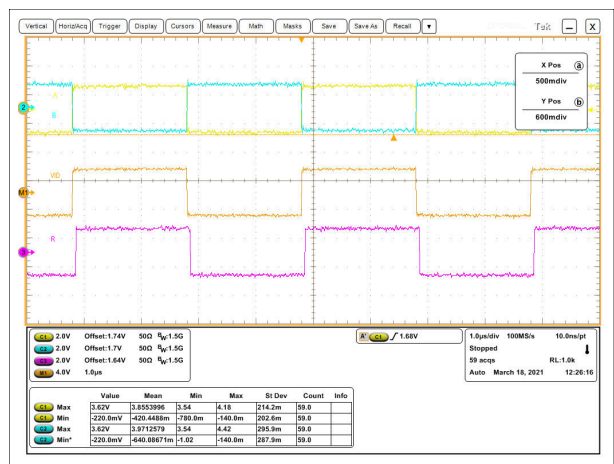 Vertical Horiz/Acq Trigger Display Cursors Measure Math Masks Save Save As Recall
Tek X
X Pos a
500mdiv
Y Pos b
600mdiv
A
2
B
VID
M1
R
3
C1 2.0V Offset:1.74V 50Ω BW:1.5G
C2 2.0V Offset:1.7V 50Ω BW:1.5G
C3 2.0V Offset:1.64V 50Ω BW:1.5G
M1 4.0V 1.0µs
A' C1 1.68V
1.0µs/div 100MS/s 10.0ns/pt
Stopped
59 acqs RL:1.0k
Auto March 18, 2021 12:26:16
Value Mean Min Max St Dev Count Info
C1 Max 3.62V 3.8553996 3.54 4.18 214.2m 59.0
C1 Min -220.0mV -420.4488m -780.0m -140.0m 202.6m 59.0
C2 Max 3.62V 3.9712579 3.54 4.42 295.9m 59.0
C2 Min* -220.0mV -640.08671m -1.02 -140.0m 287.9m 59.0